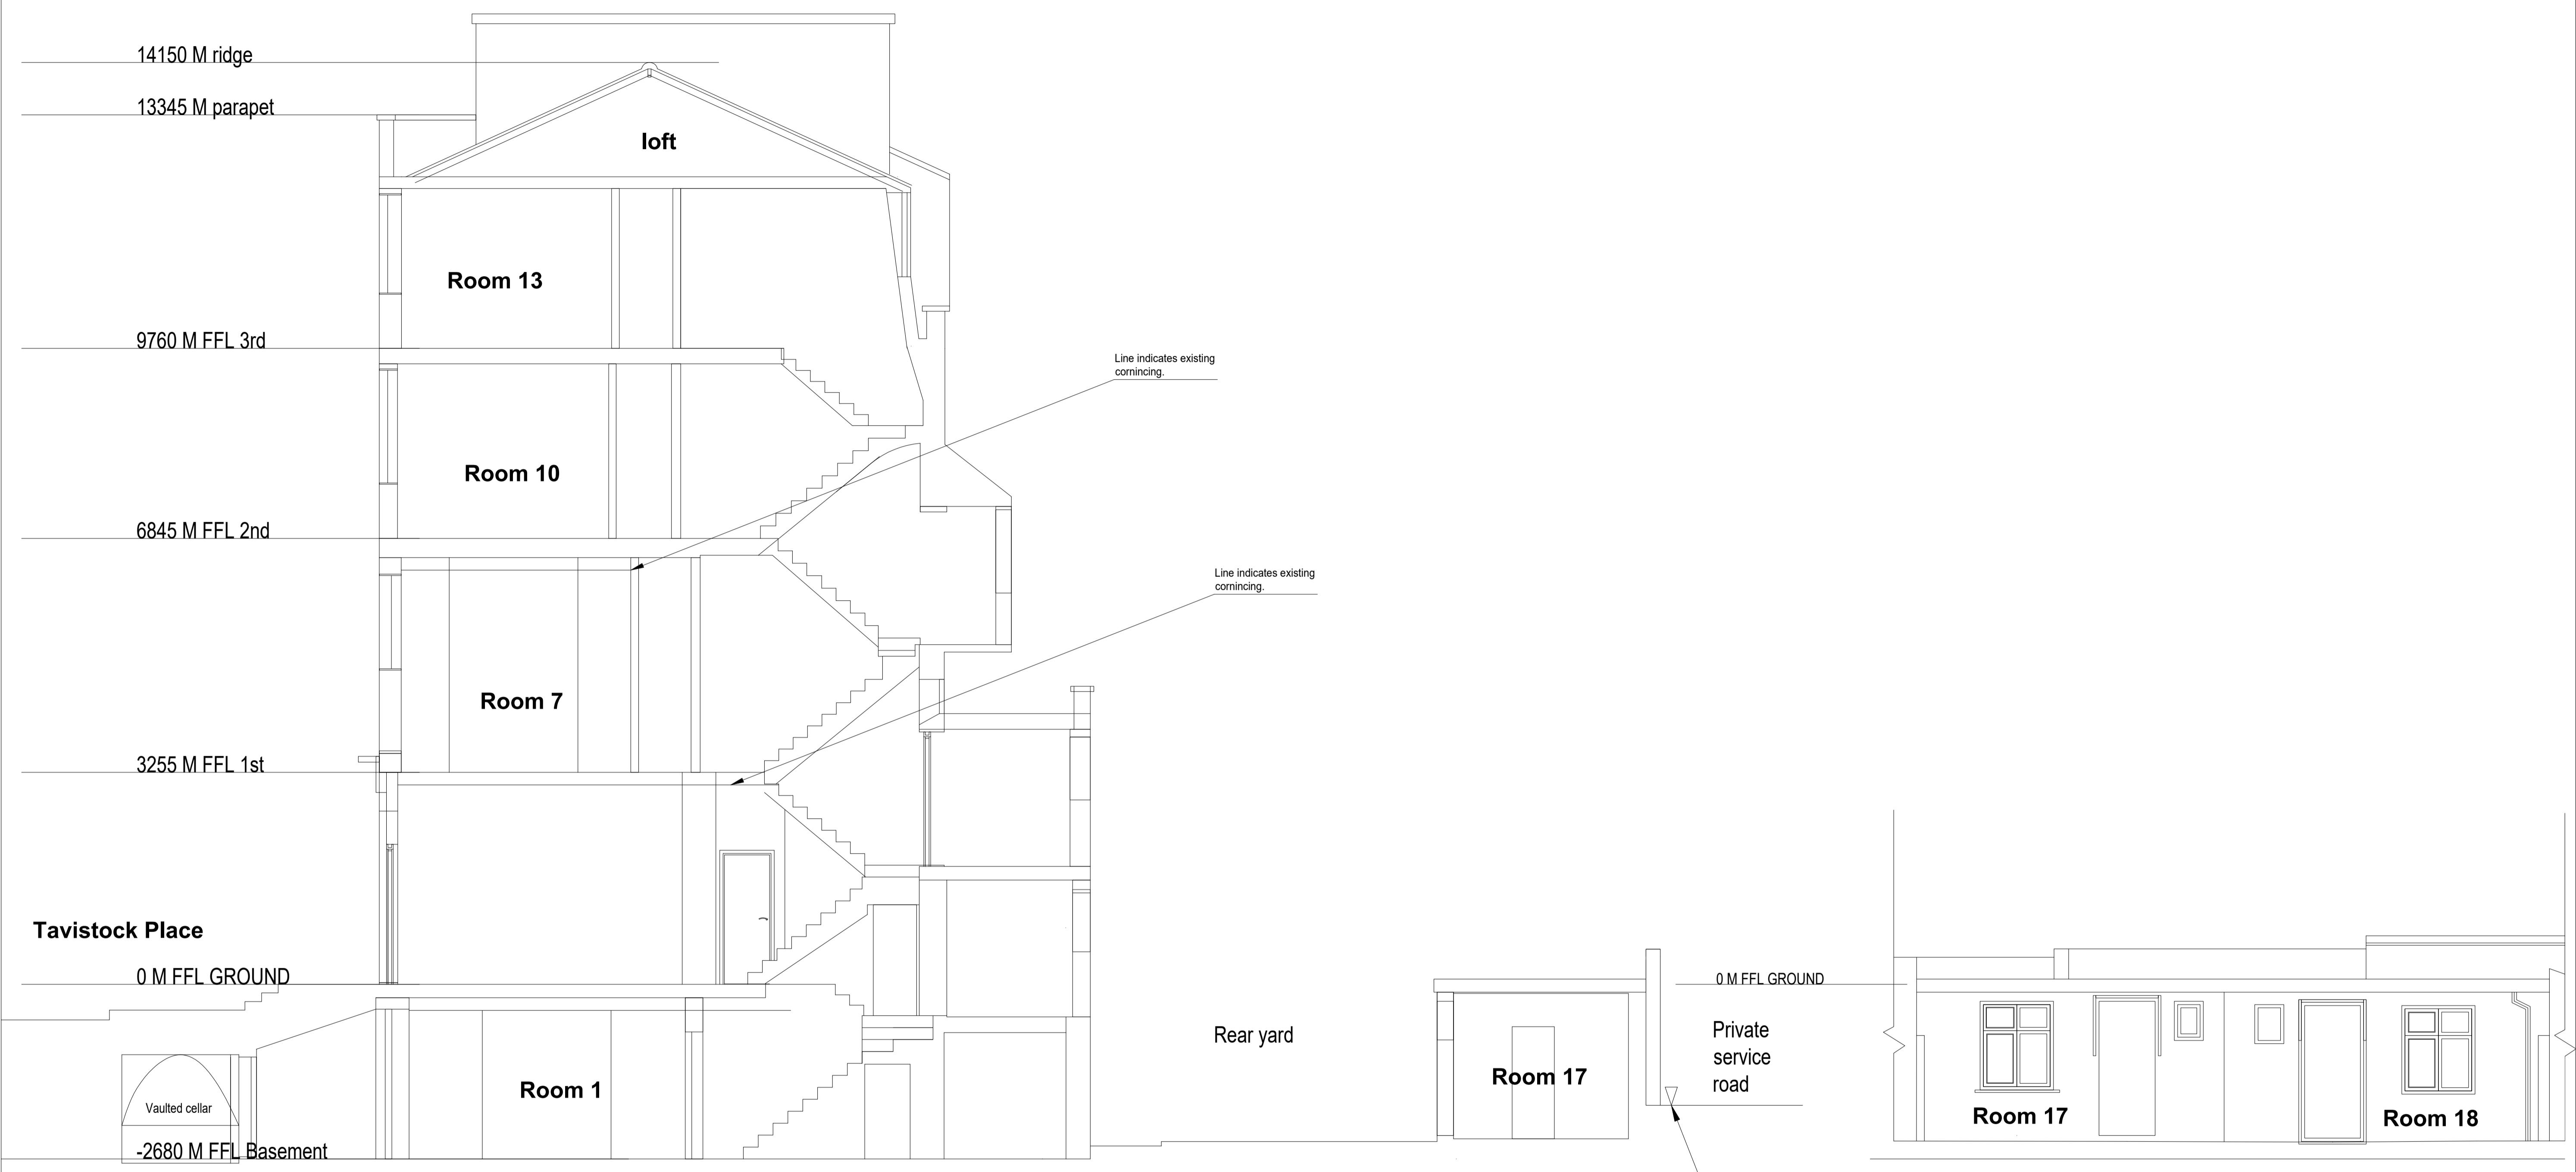 14150 M ridge
13345 M parapet
loft
Room 13
9760 M FFL 3rd
Line indicates existing
cornincing.
Room 10
6845 M FFL 2nd
Line indicates existing
cornincing.
Room 7
3255 M FFL 1st
Tavistock Place
0 M FFL GROUND
0 M FFL GROUND
Rear yard
Private
service
road
Room 17
Room 1
Vaulted cellar
Room 17
Room 18
-2680 M FFL Basement